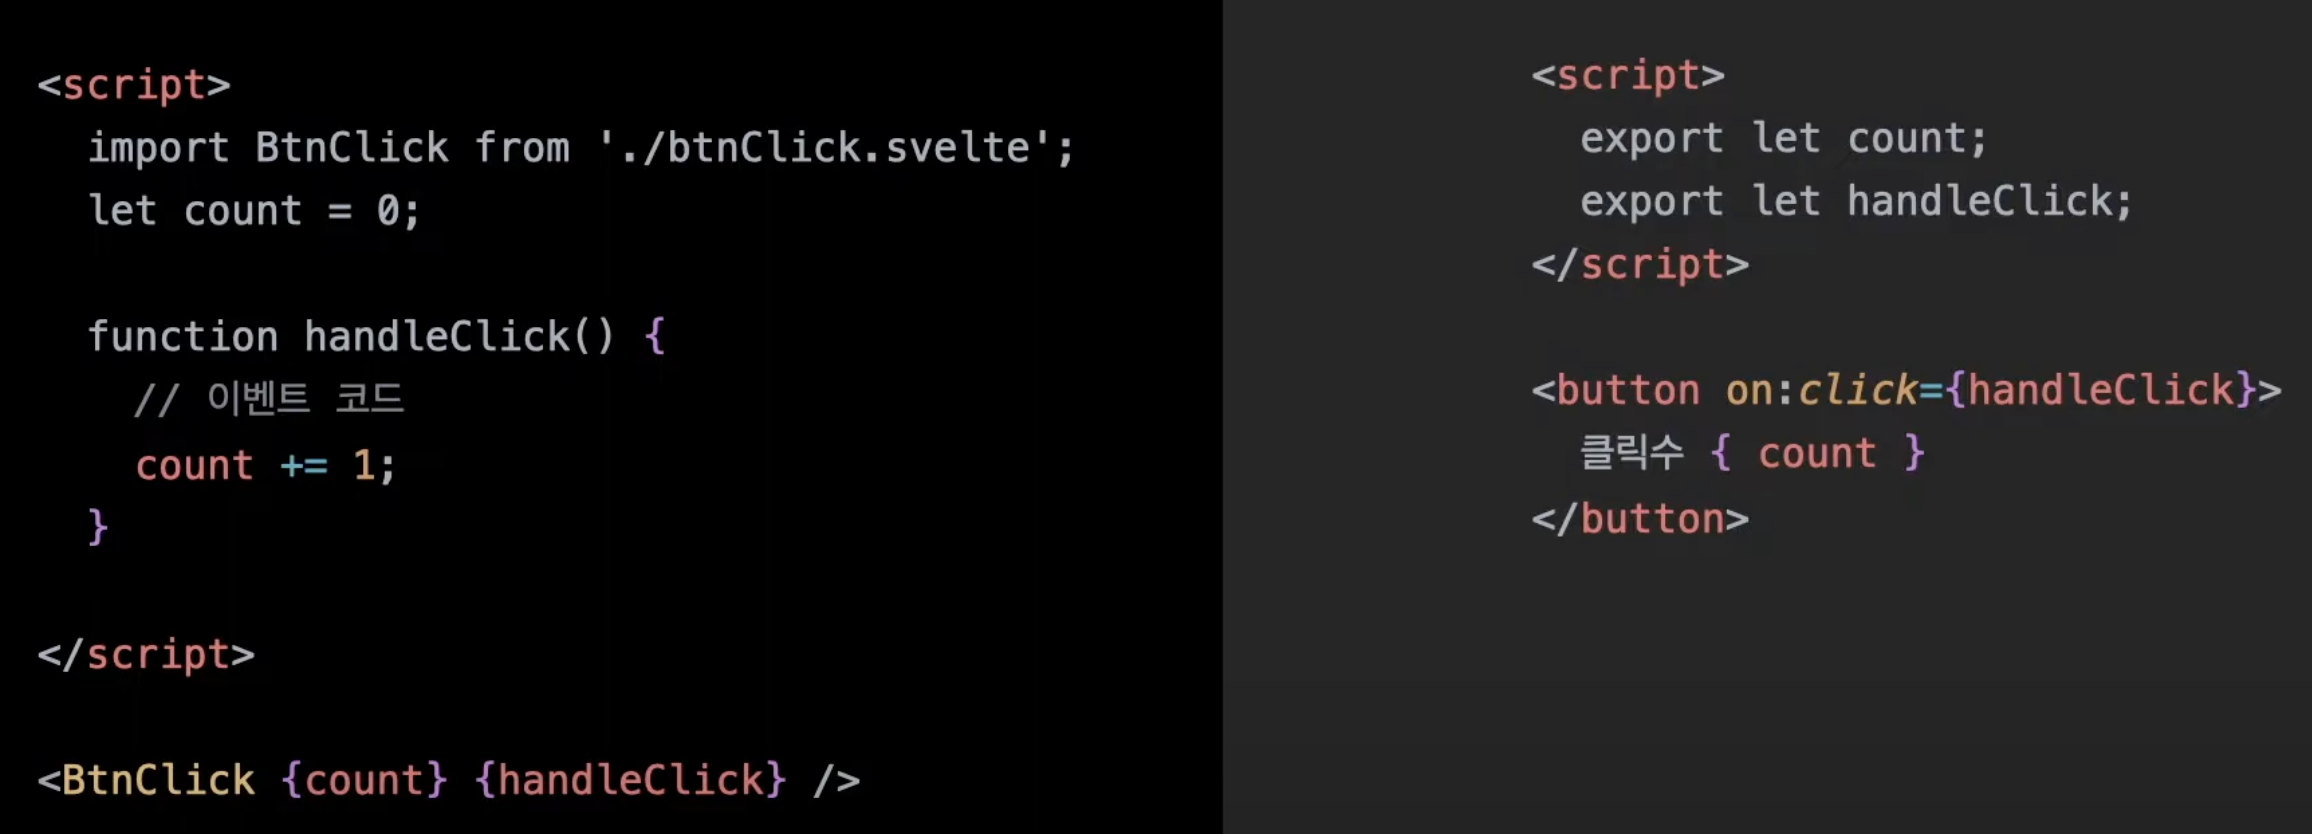 <script>
import BtnClick from './btnClick.svelte';
let count = 0;
function handleClick() {
// 이벤트 코드
count += 1;
}
</script>
<BtnClick {count} {handleClick} />
<script>
export let count;
export let handleClick;
</script>
<button on:click={handleClick}>
클릭수 { count }
</button>